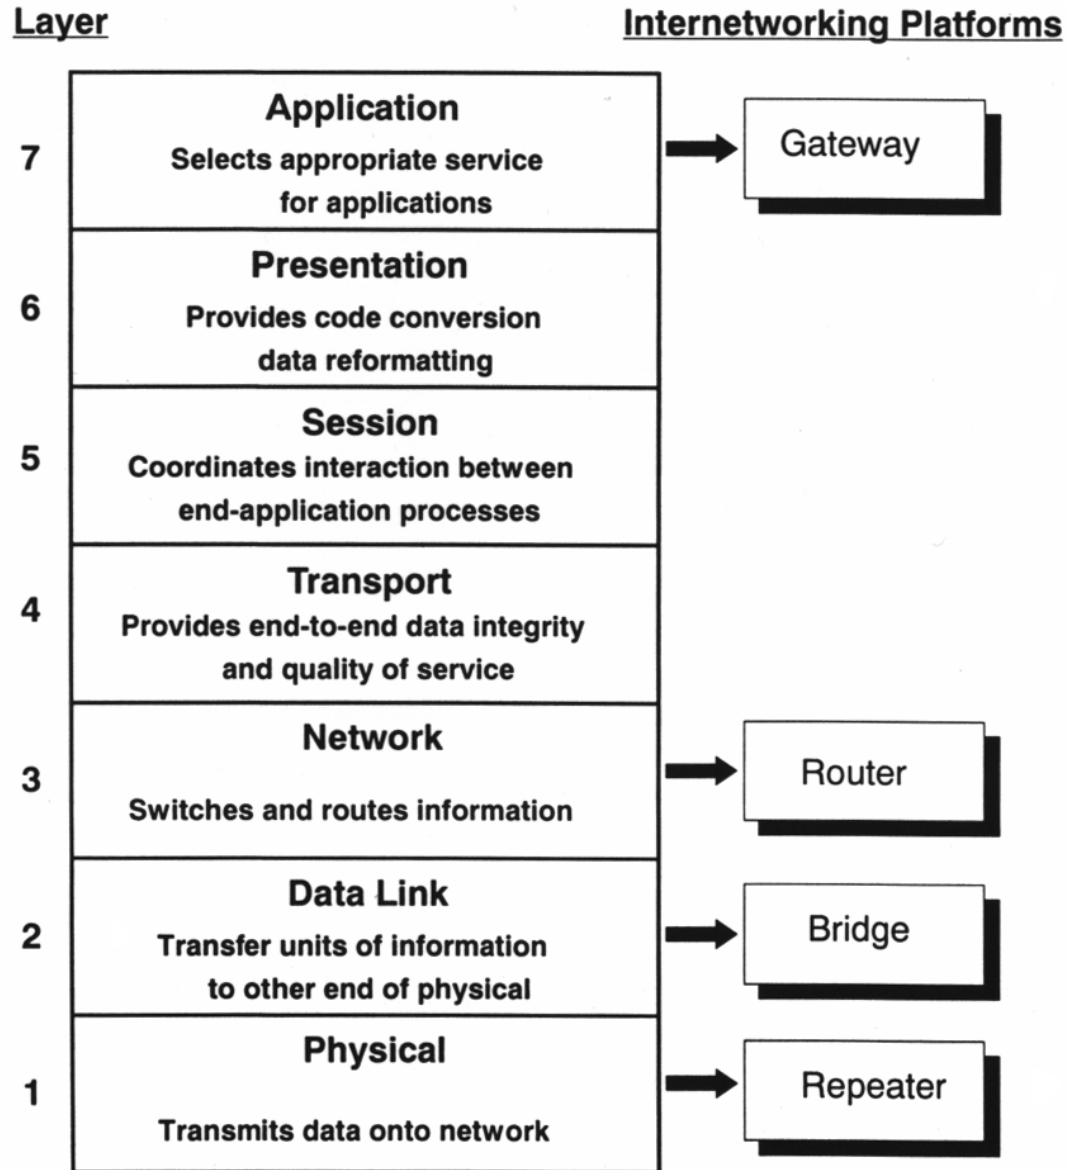 Layer
Internetworking Platforms
7
Application
Selects appropriate service
for applications
Gateway
6
Presentation
Provides code conversion
data reformatting
5
Session
Coordinates interaction between
end-application processes
4
Transport
Provides end-to-end data integrity
and quality of service
3
Network
Switches and routes information
Router
2
Data Link
Transfer units of information
to other end of physical
Bridge
1
Physical
Transmits data onto network
Repeater